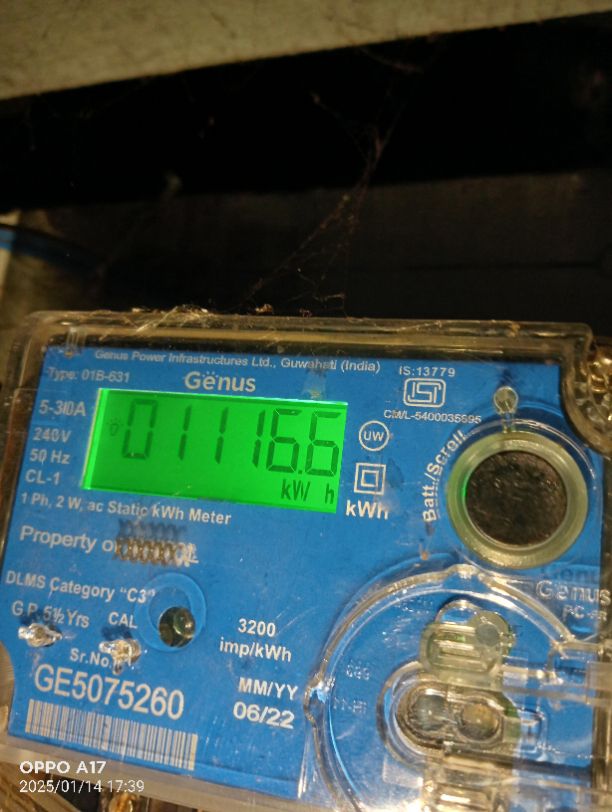 Genus Power Infrastructures Ltd., Guwahati (India)
Type: 01B-631
Genus
IS:13779
5-30A
CM/L-5400035695
240V
50 Hz
CL-1
011116.6
kW h
UW
kWh
Batt./Scroll
1 Ph, 2 W, ac Static kWh Meter
Property of
DLMS Category "C3"
G.P. 5½ Yrs
CAL
3200
imp/kWh
Sr.No.
GE5075260
MM/YY
06/22
Genus
OPPO A17
2025/01/14 17:39